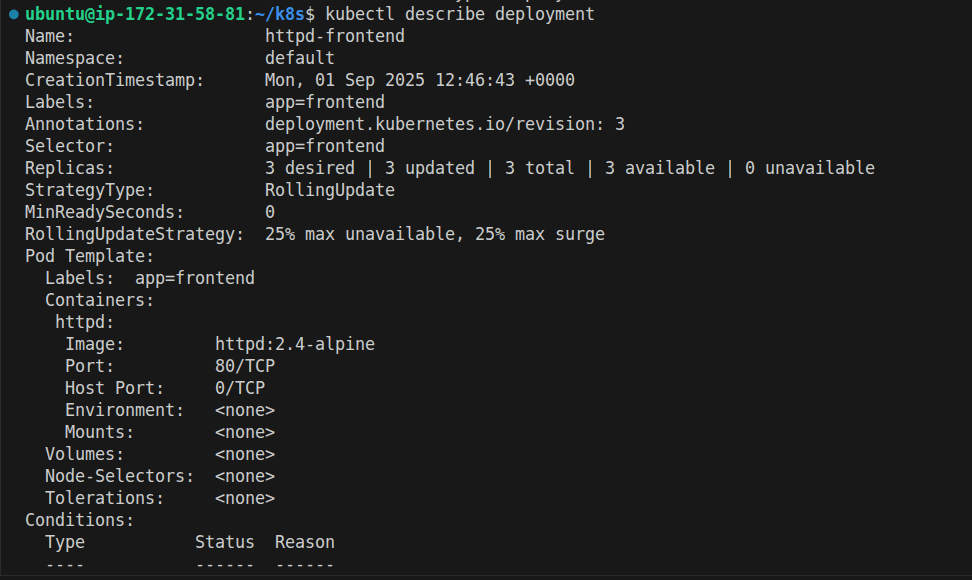 ubuntu@ip-172-31-58-81:~/k8s$ kubectl describe deployment
Name:                   httpd-frontend
Namespace:              default
CreationTimestamp:      Mon, 01 Sep 2025 12:46:43 +0000
Labels:                 app=frontend
Annotations:            deployment.kubernetes.io/revision: 3
Selector:               app=frontend
Replicas:               3 desired | 3 updated | 3 total | 3 available | 0 unavailable
StrategyType:           RollingUpdate
MinReadySeconds:        0
RollingUpdateStrategy:  25% max unavailable, 25% max surge
Pod Template:
  Labels:  app=frontend
  Containers:
   httpd:
    Image:         httpd:2.4-alpine
    Port:          80/TCP
    Host Port:     0/TCP
    Environment:   <none>
    Mounts:        <none>
  Volumes:         <none>
  Node-Selectors:  <none>
  Tolerations:     <none>
Conditions:
  Type           Status  Reason
  ----           ------  ------